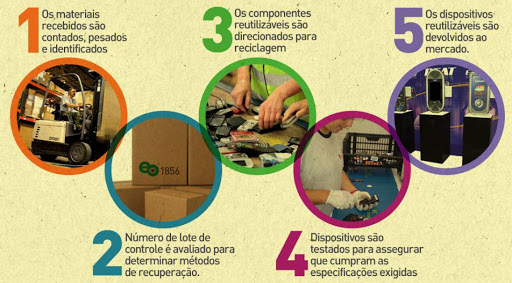 1 Os materiais
recebidos são
contados, pesados
e identificados
2 Número de lote de
controle é avaliado para
determinar métodos
de recuperação.
3 Os componentes
reutilizáveis são
direcionados para
reciclagem
4 Dispositivos são
testados para assegurar
que cumpram as
especificações exigidas
5 Os dispositivos
reutilizáveis são
devolvidos ao
mercado.
1856